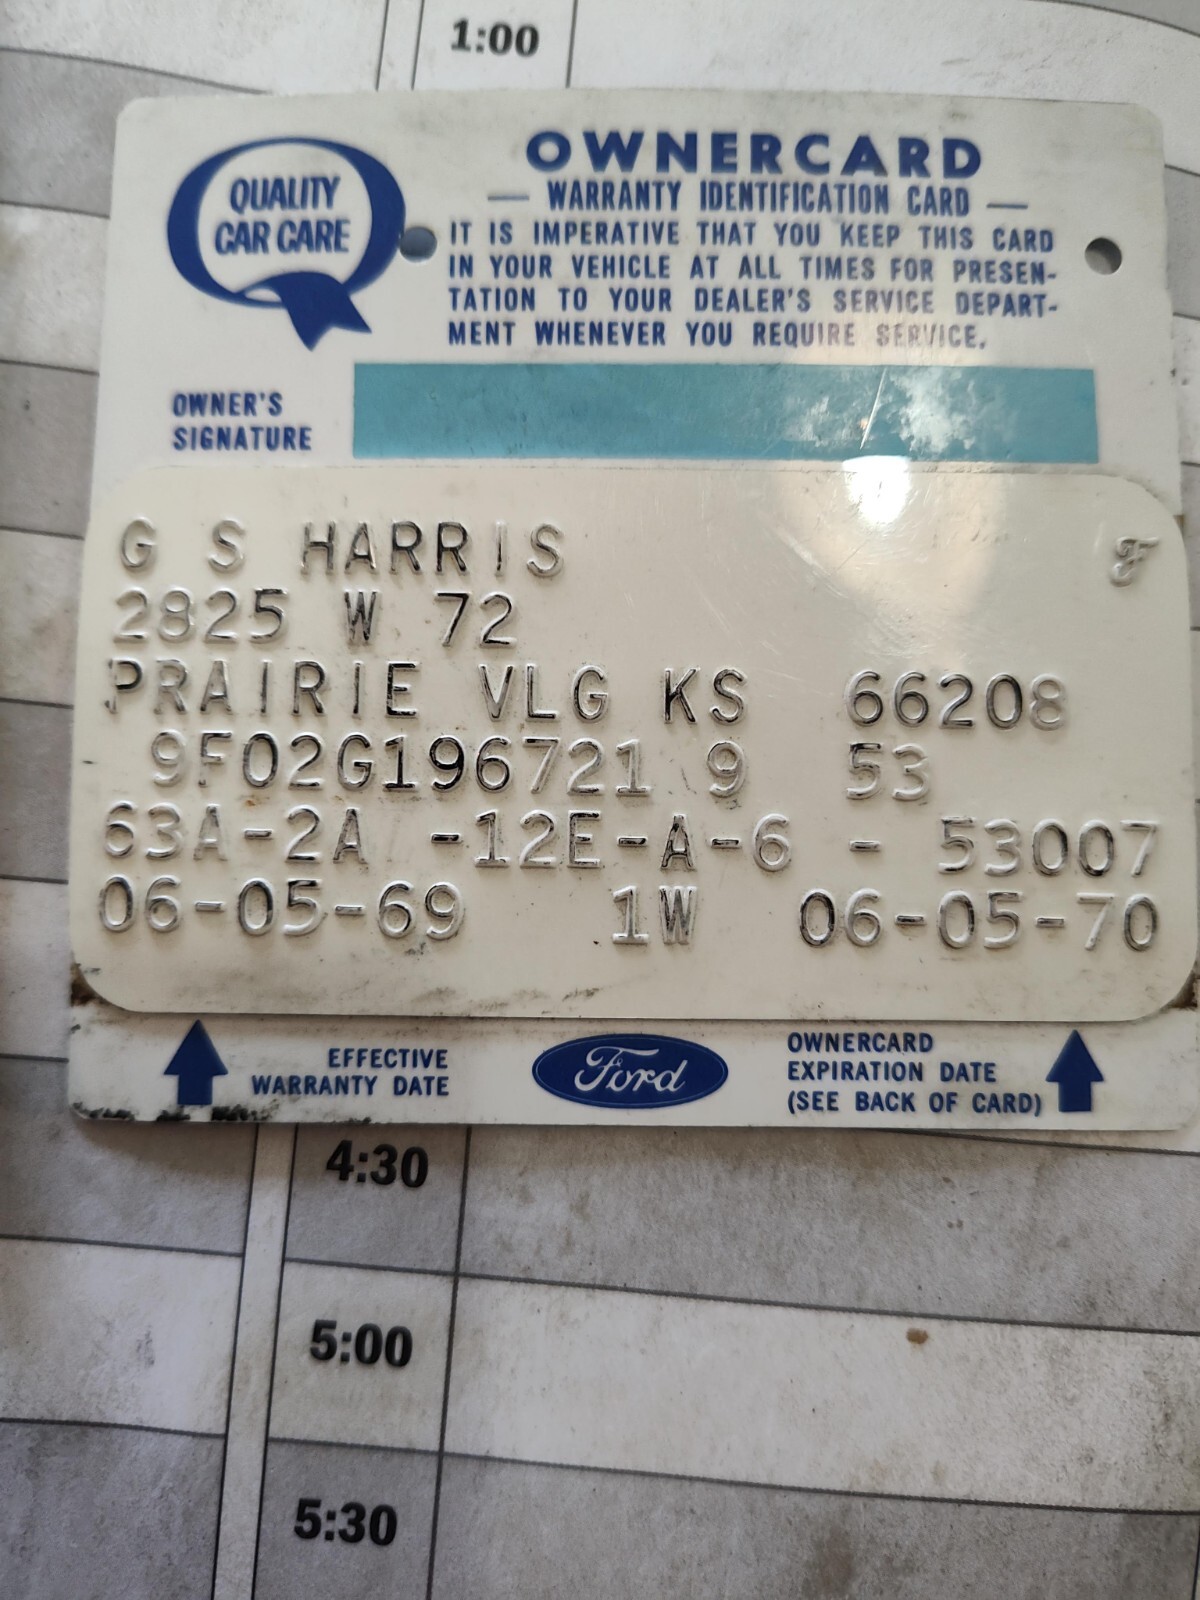 1:00
QUALITY
CAR CARE
OWNERCARD
— WARRANTY IDENTIFICATION CARD —
IT IS IMPERATIVE THAT YOU KEEP THIS CARD
IN YOUR VEHICLE AT ALL TIMES FOR PRESEN-
TATION TO YOUR DEALER'S SERVICE DEPART-
MENT WHENEVER YOU REQUIRE SERVICE.
OWNER'S
SIGNATURE
G S HARRIS
F
2825 W 72
PRAIRIE VLG KS 66208
9F02G196721 9 53
63A-2A -12E-A-6 - 53007
06-05-69 1W 06-05-70
EFFECTIVE
WARRANTY DATE
Ford
OWNERCARD
EXPIRATION DATE
(SEE BACK OF CARD)
4:30
5:00
5:30